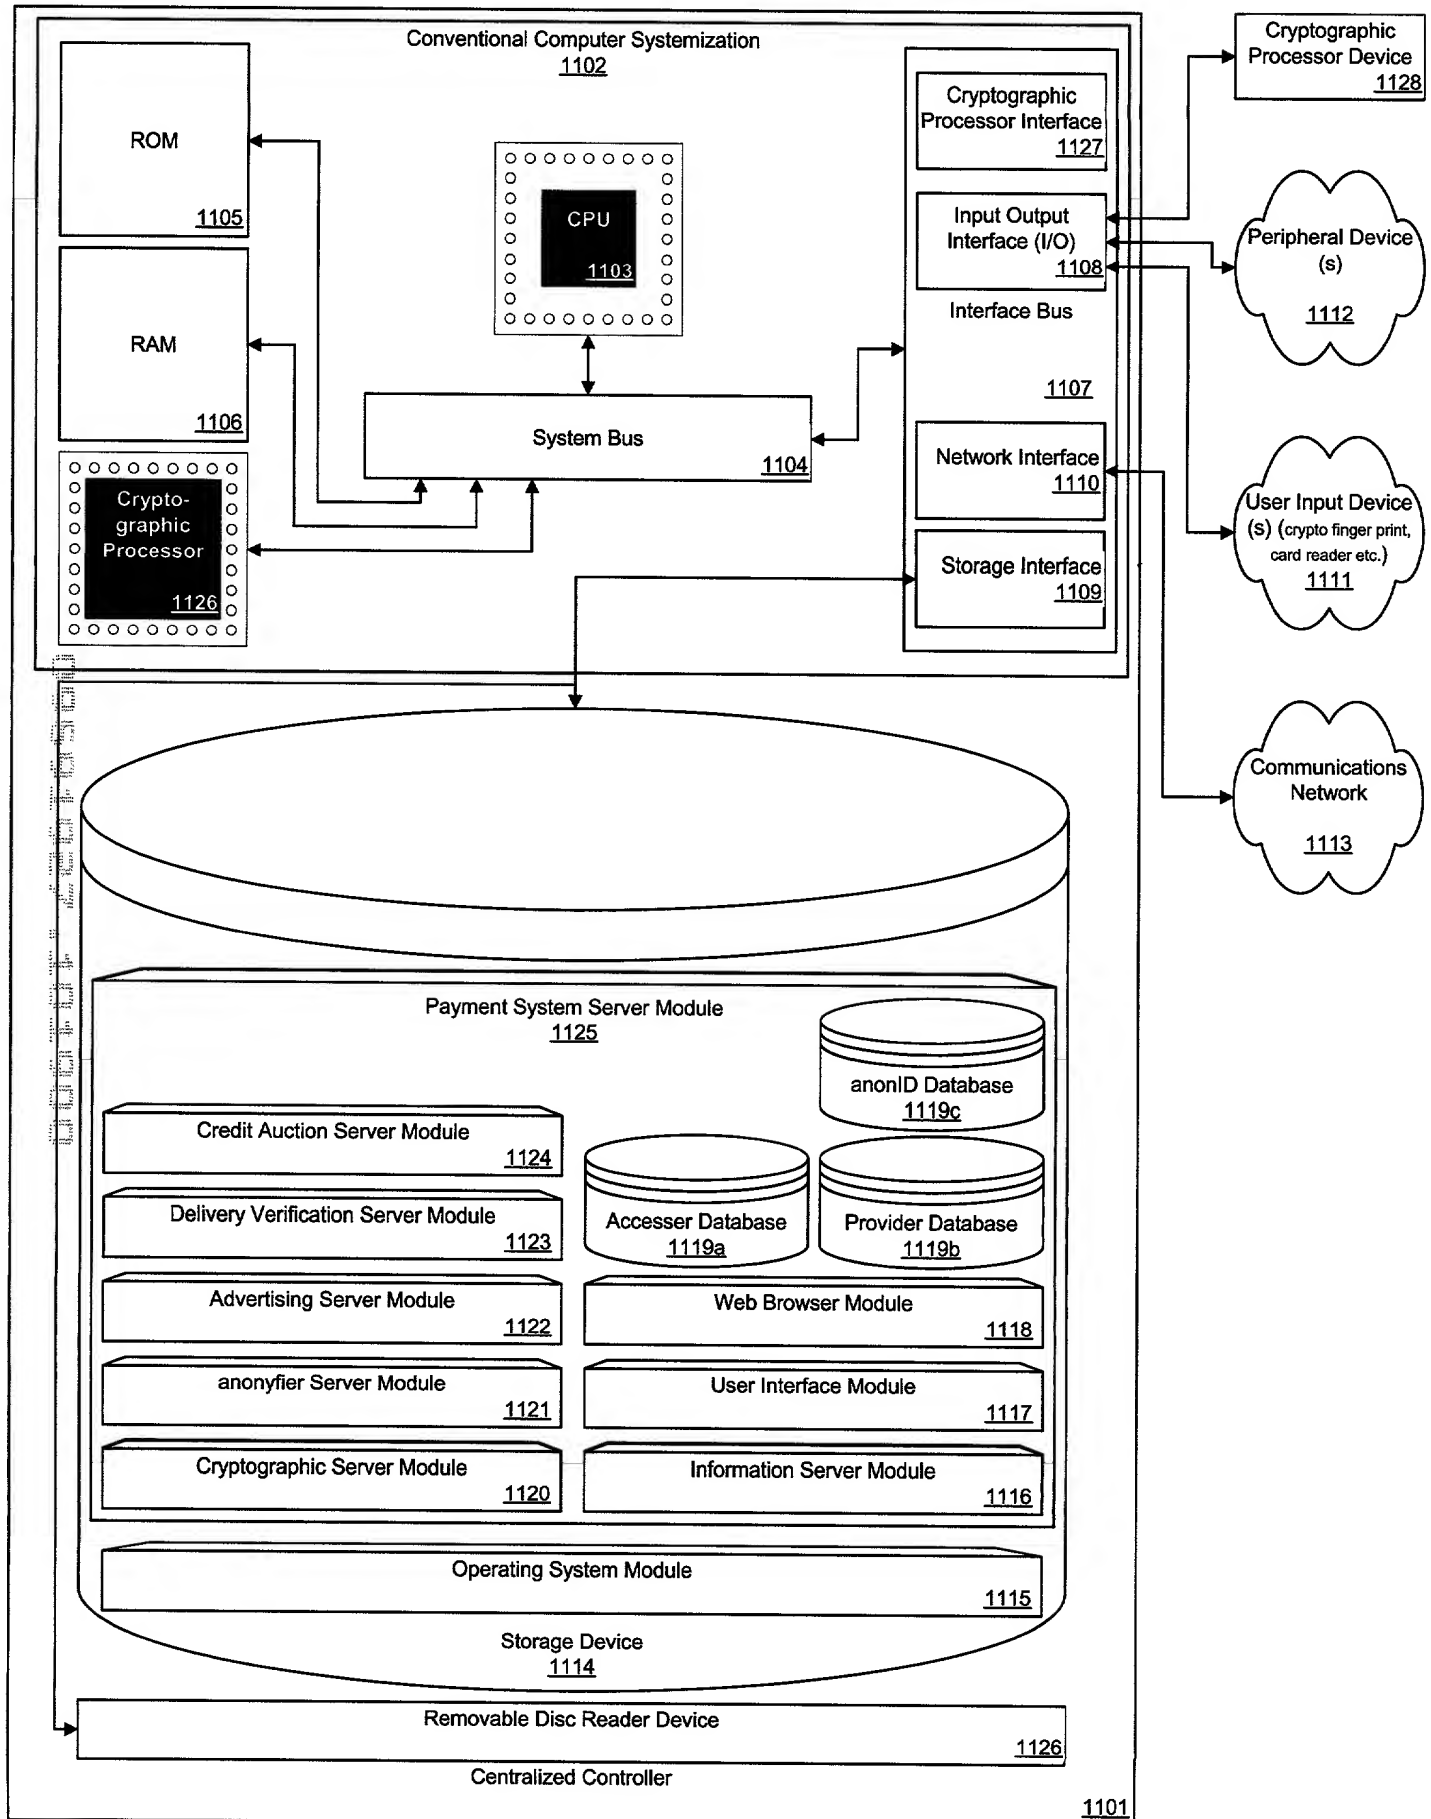 Conventional Computer Systemization
1102
ROM
1105
RAM
1106
Crypto-
graphic
Processor
1126
CPU
1103
System Bus
1104
Cryptographic
Processor Interface
1127
Input Output
Interface (I/O)
1108
Interface Bus
1107
Network Interface
1110
Storage Interface
1109
Cryptographic
Processor Device
1128
Peripheral Device
(s)
1112
User Input Device
(s) (crypto finger print,
card reader etc.)
1111
Communications
Network
1113
Payment System Server Module
1125
anonID Database
1119c
Credit Auction Server Module
1124
Accesser Database
1119a
Provider Database
1119b
Delivery Verification Server Module
1123
Advertising Server Module
1122
Web Browser Module
1118
anonyfier Server Module
1121
User Interface Module
1117
Cryptographic Server Module
1120
Information Server Module
1116
Operating System Module
1115
Storage Device
1114
Removable Disc Reader Device
1126
Centralized Controller
1101